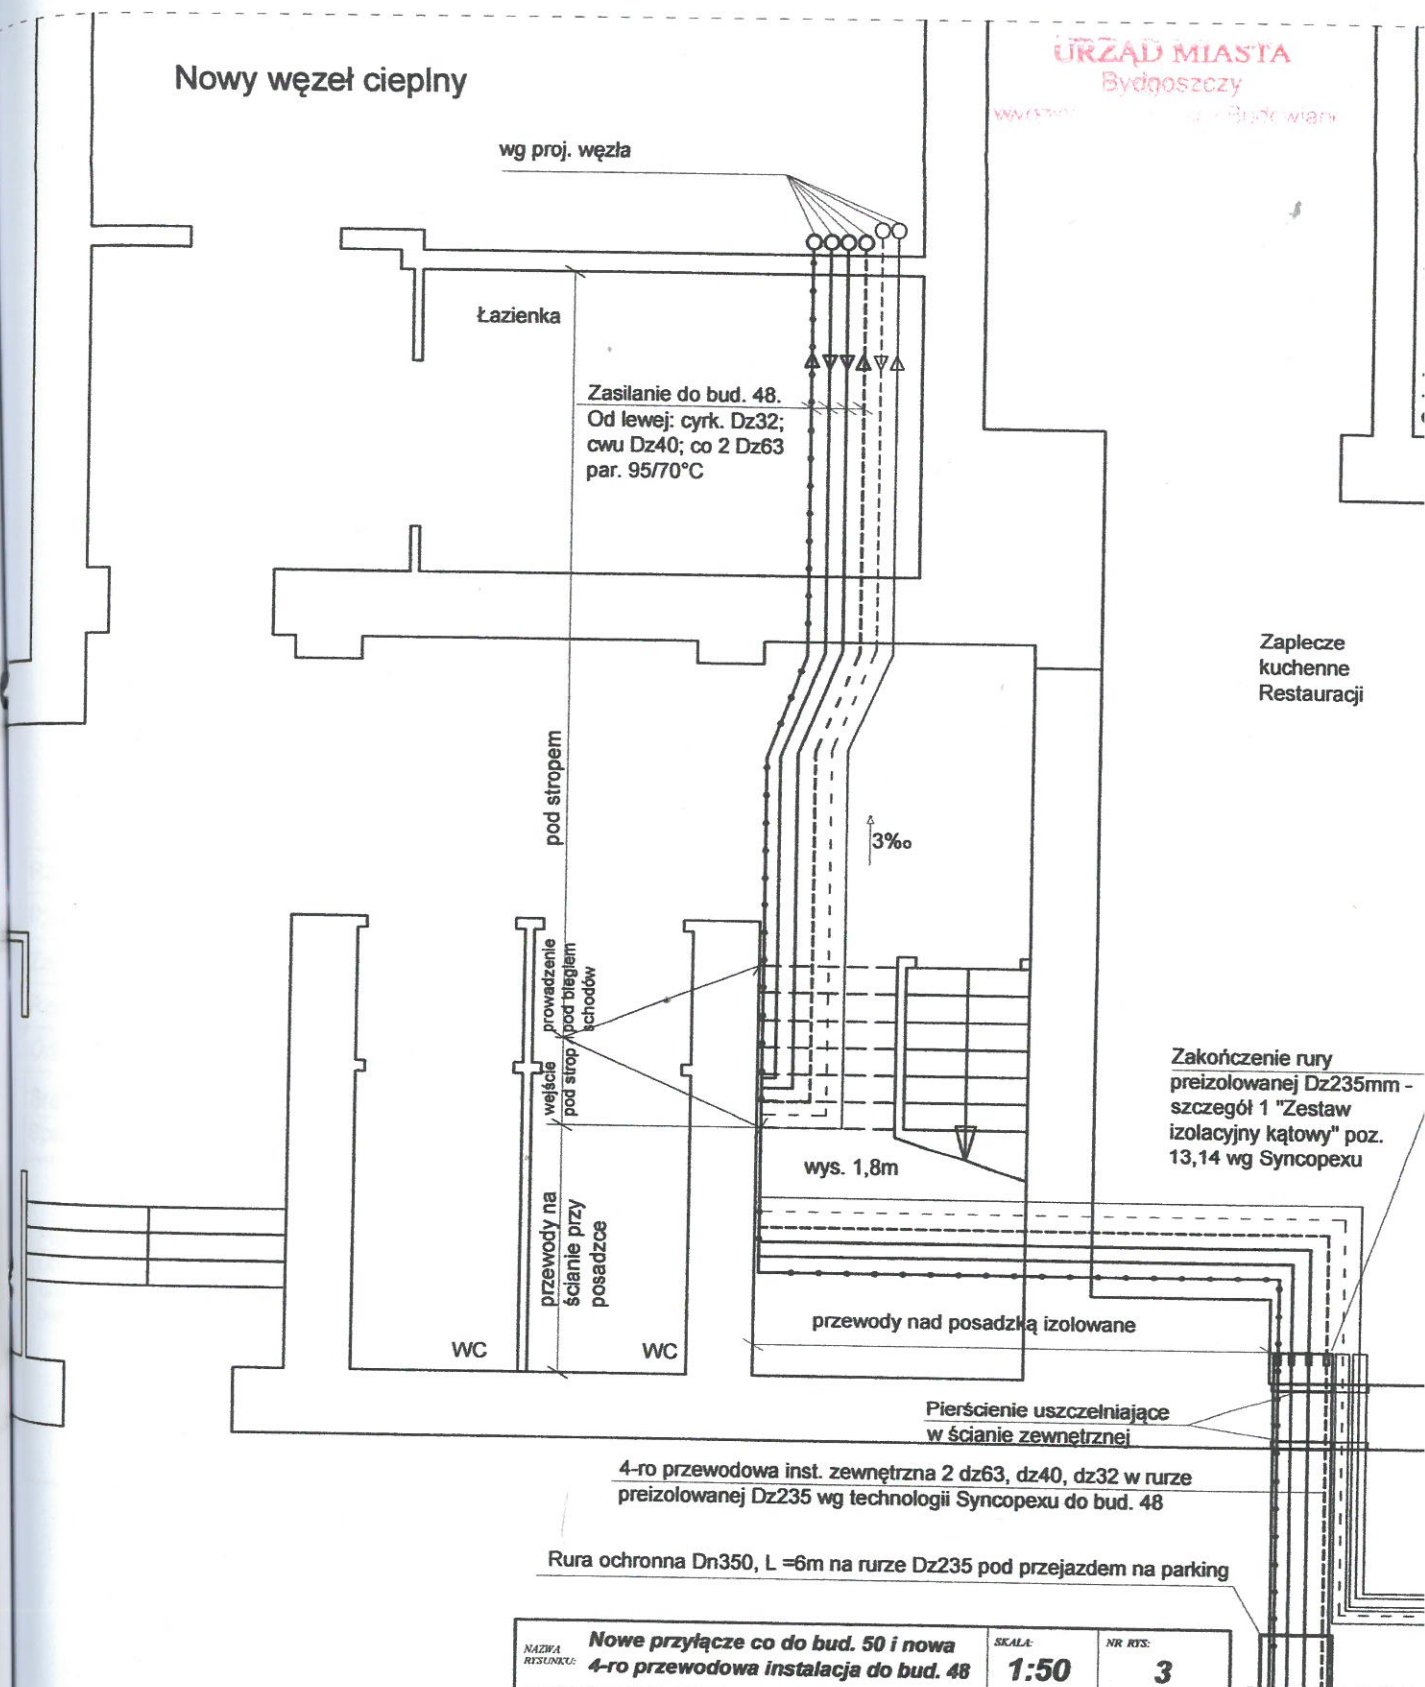 URZĄD MIASTA
Bydgoszczy
Nowy węzeł cieplny
wg proj. węzła
Łazienka
Zasilanie do bud. 48.
Od lewej: cyrk. Dz32;
cwu Dz40; co 2 Dz63
par. 95/70°C
Zaplecze
kuchenne
Restauracji
pod stropem
3‰
prowadzenie
pod biegiem
schodów
wejście
pod strop
Zakończenie rury
preizolowanej Dz235mm -
szczegół 1 "Zestaw
izolacyjny kątowy" poz.
13,14 wg Syncopexu
wys. 1,8m
przewody na
ścianie przy
posadzce
przewody nad posadzką izolowane
WC
WC
Pierścienie uszczelniające
w ścianie zewnętrznej
4-ro przewodowa inst. zewnętrzna 2 dz63, dz40, dz32 w rurze
preizolowanej Dz235 wg technologii Syncopexu do bud. 48
Rura ochronna Dn350, L =6m na rurze Dz235 pod przejazdem na parking
NAZWA
RYSUNKU:
Nowe przyłącze co do bud. 50 i nowa
4-ro przewodowa instalacja do bud. 48
SKALA:
1:50
NR RYS:
3